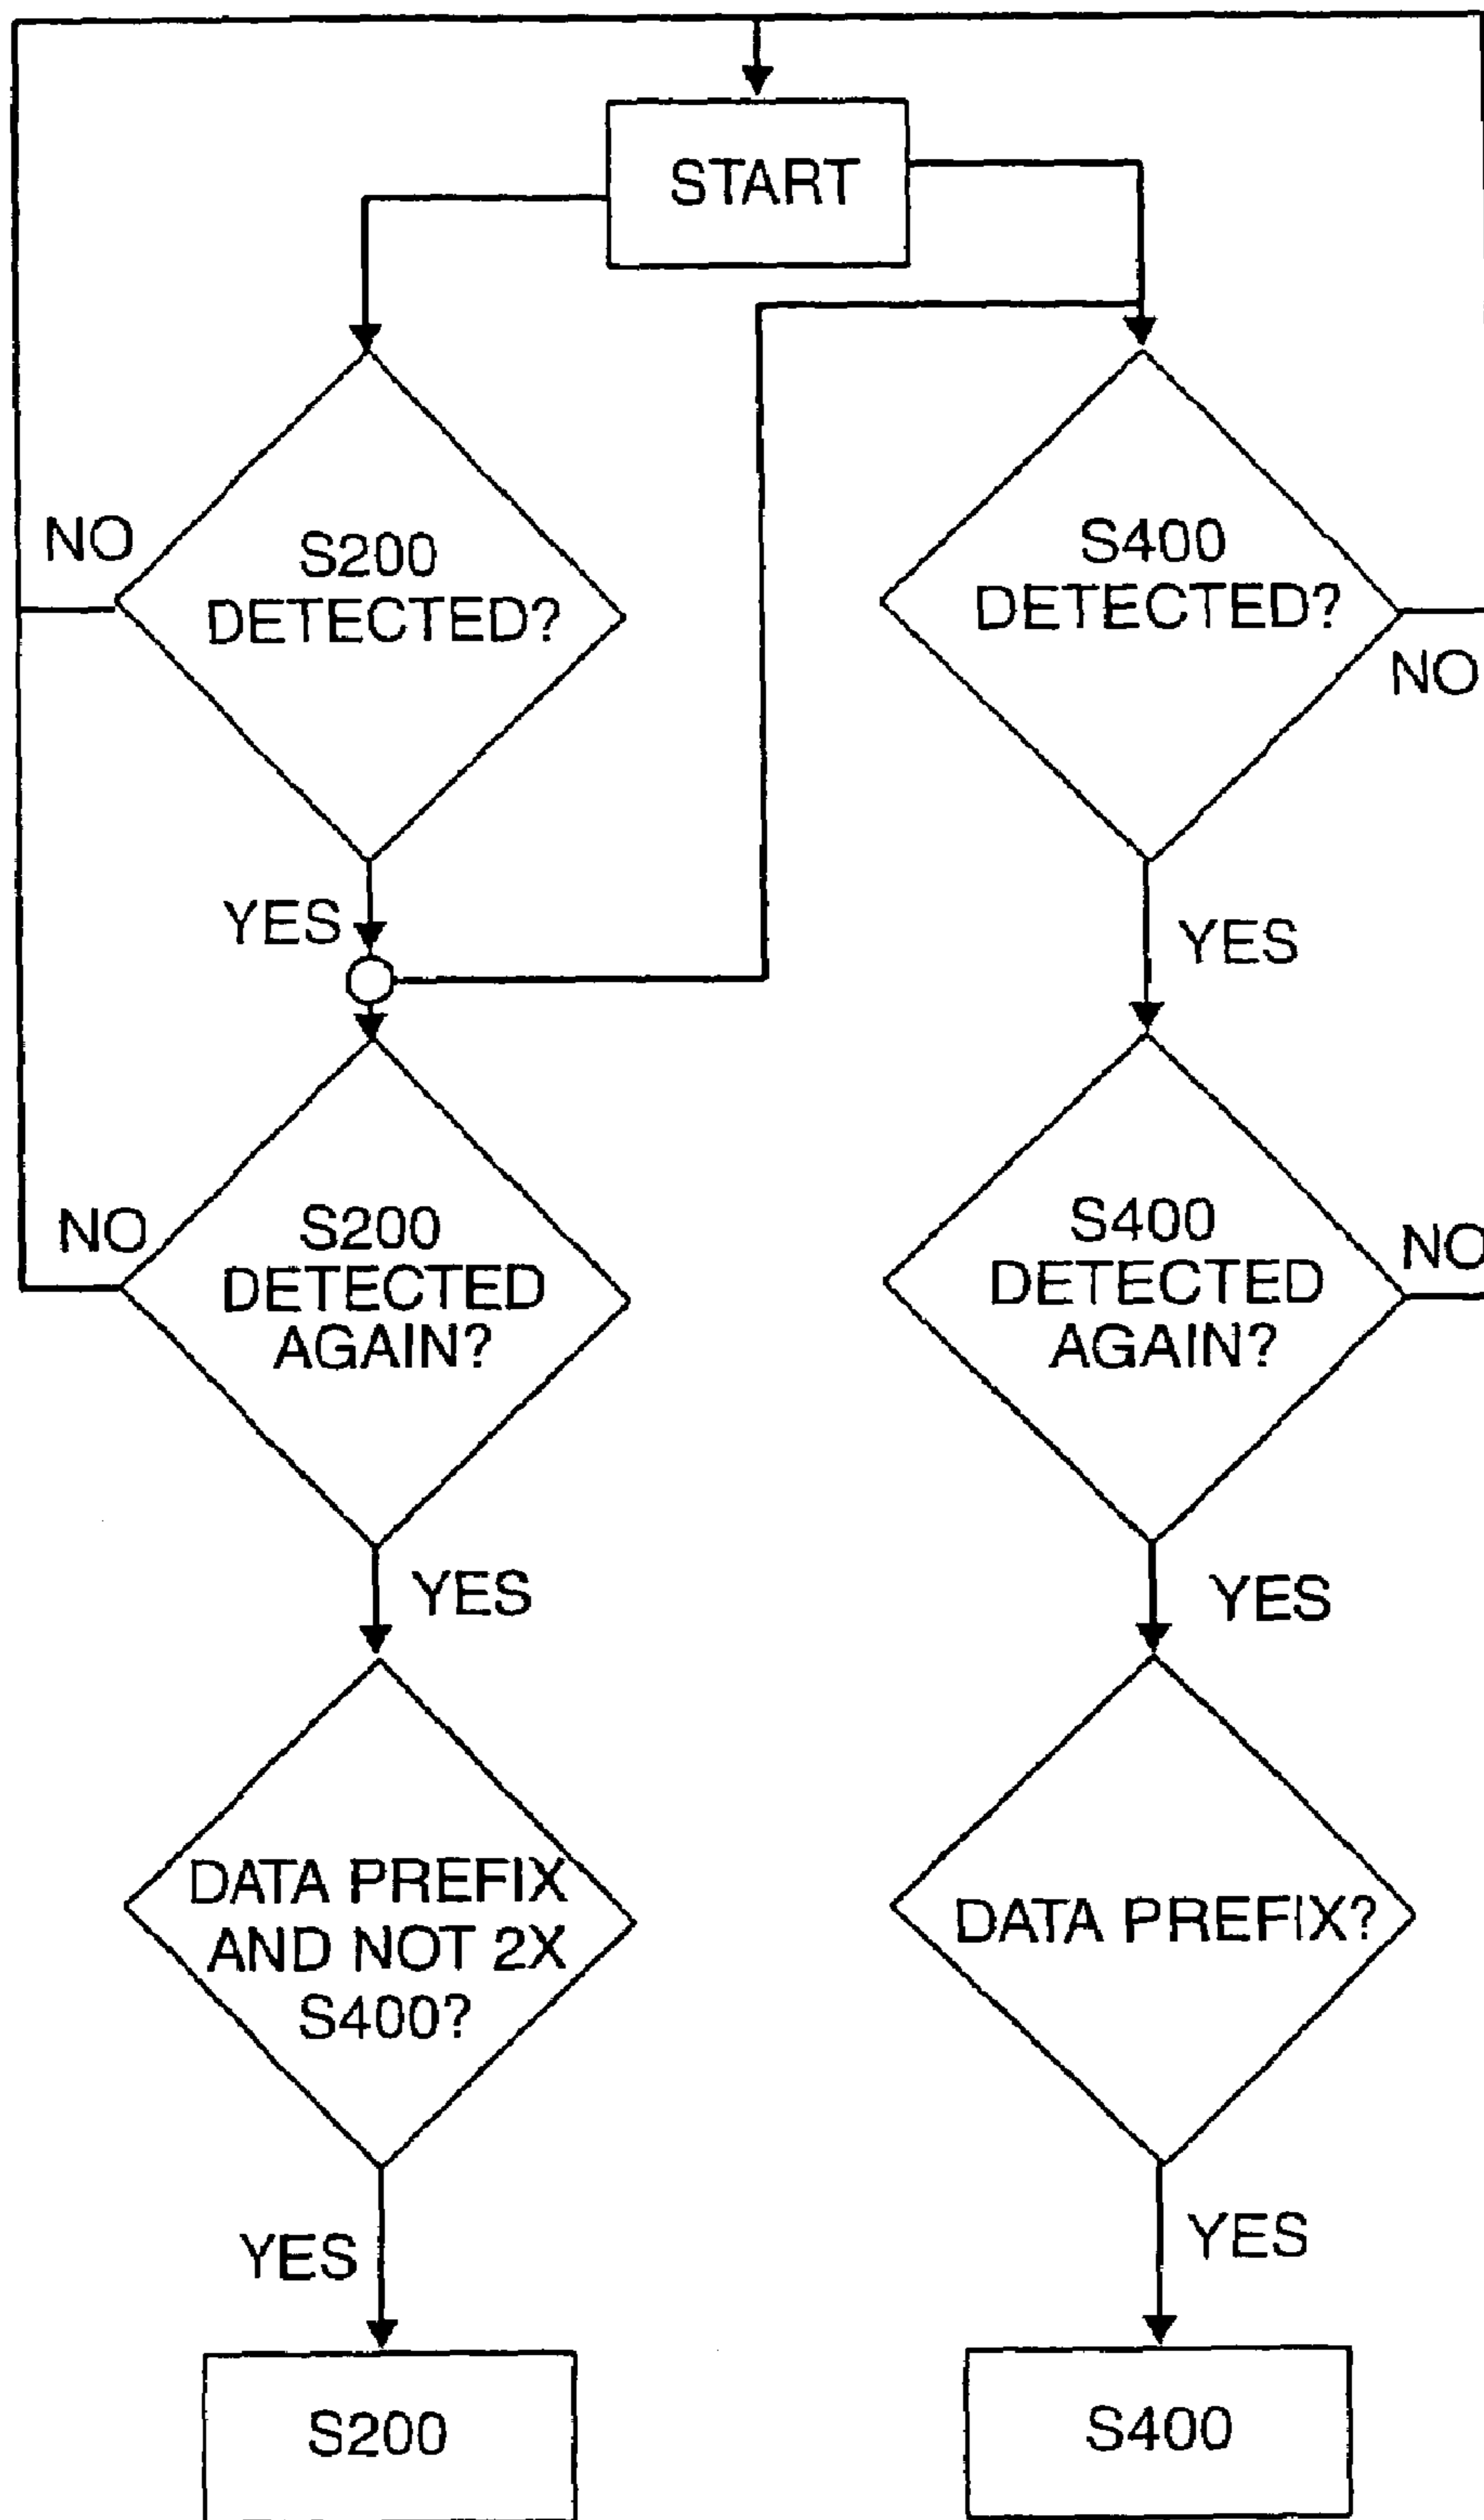 START
NO
S200
DETECTED?
S400
DETECTED?
NO
YES
YES
NO
S200
DETECTED
AGAIN?
S400
DETECTED
AGAIN?
NO
YES
YES
DATA PREFIX
AND NOT 2X
S400?
DATA PREFIX?
YES
YES
S200
S400